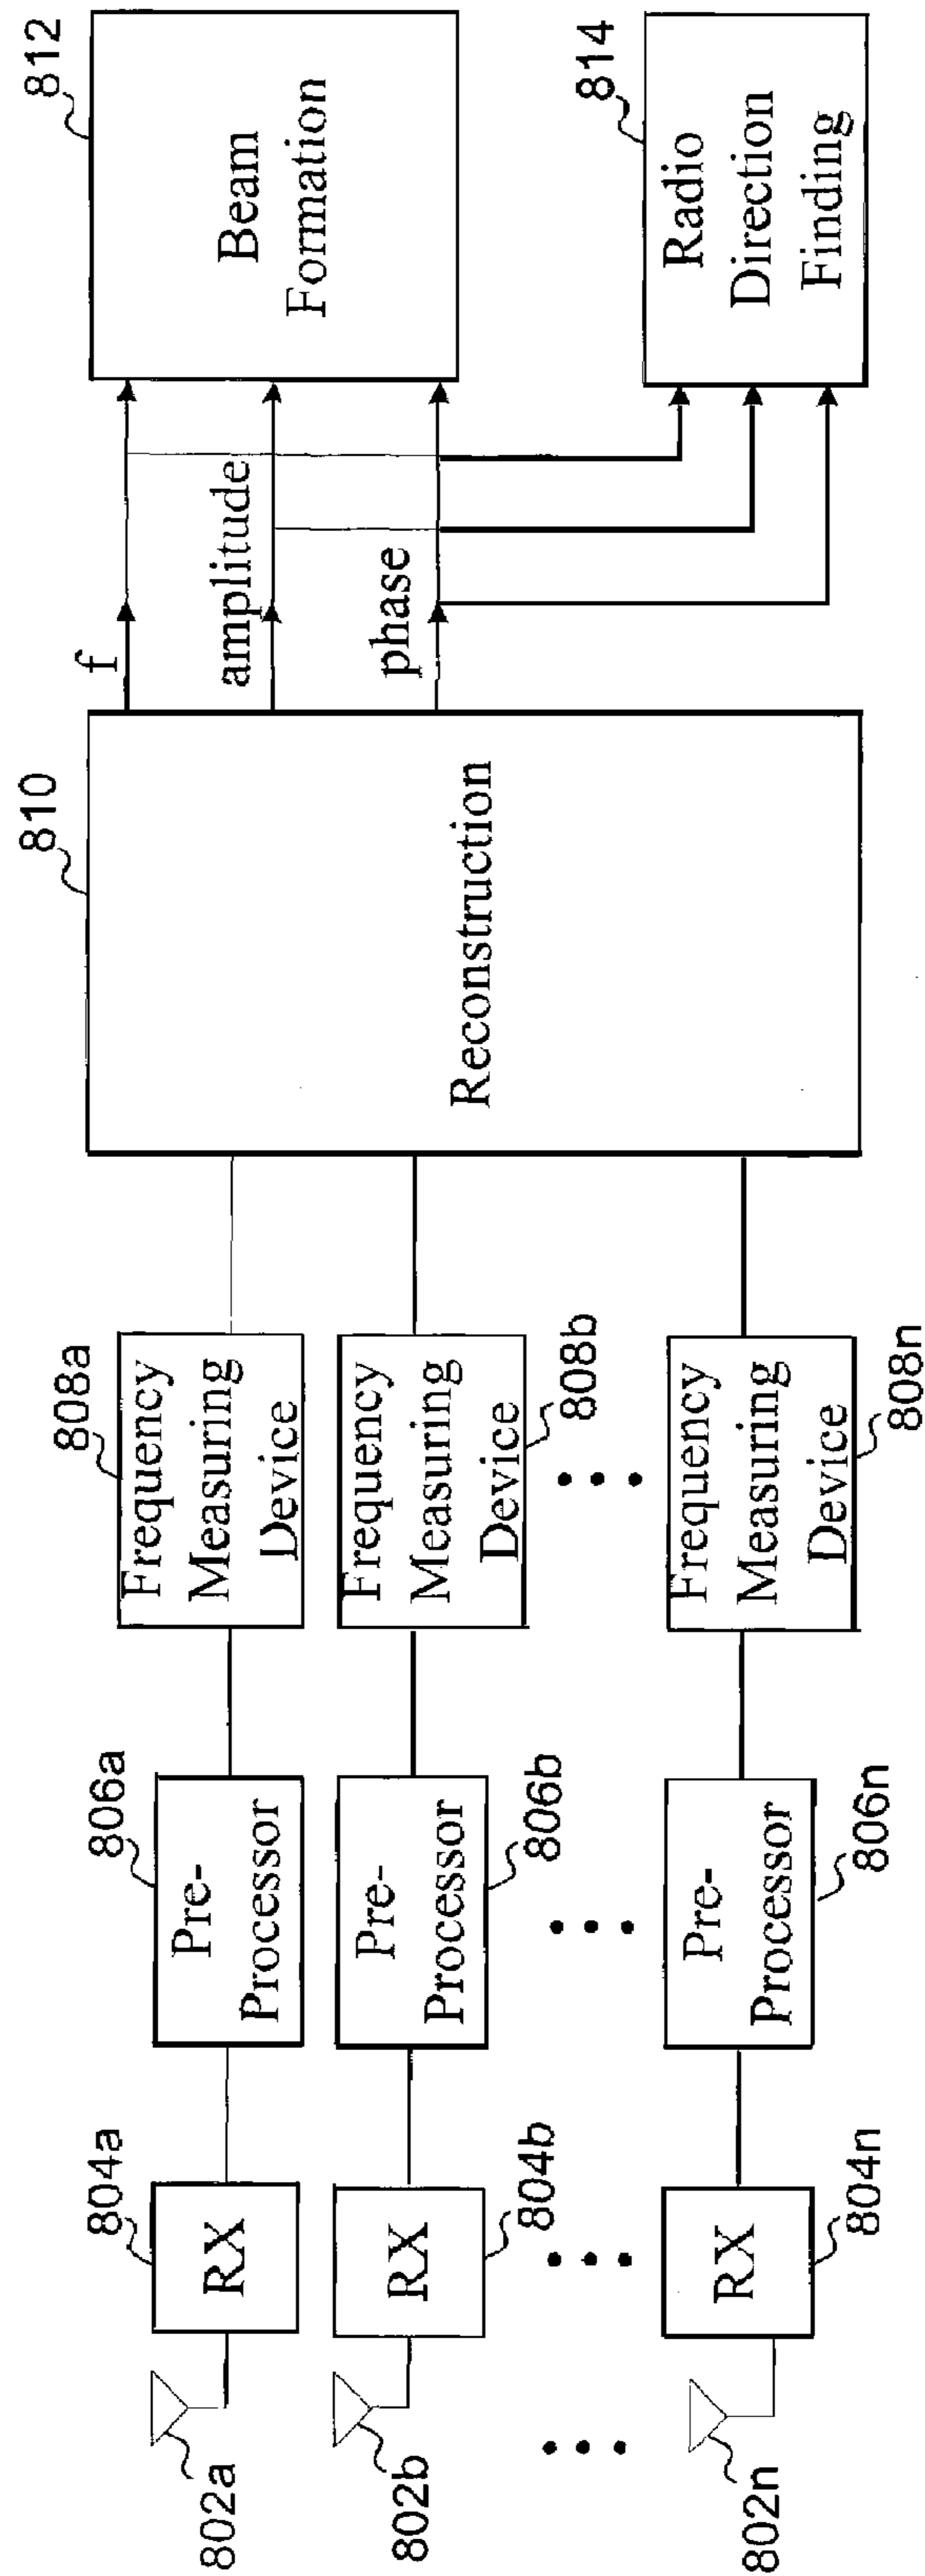 802a
804a
RX
806a
Pre-
Processor
808a
Frequency
Measuring
Device
802b
RX
804b
Pre-
Processor
806b
Frequency
Measuring
Device
808b
802n
RX
804n
Pre-
Processor
806n
Frequency
Measuring
Device
808n
810
Reconstruction
f
amplitude
phase
812
Beam
Formation
814
Radio
Direction
Finding